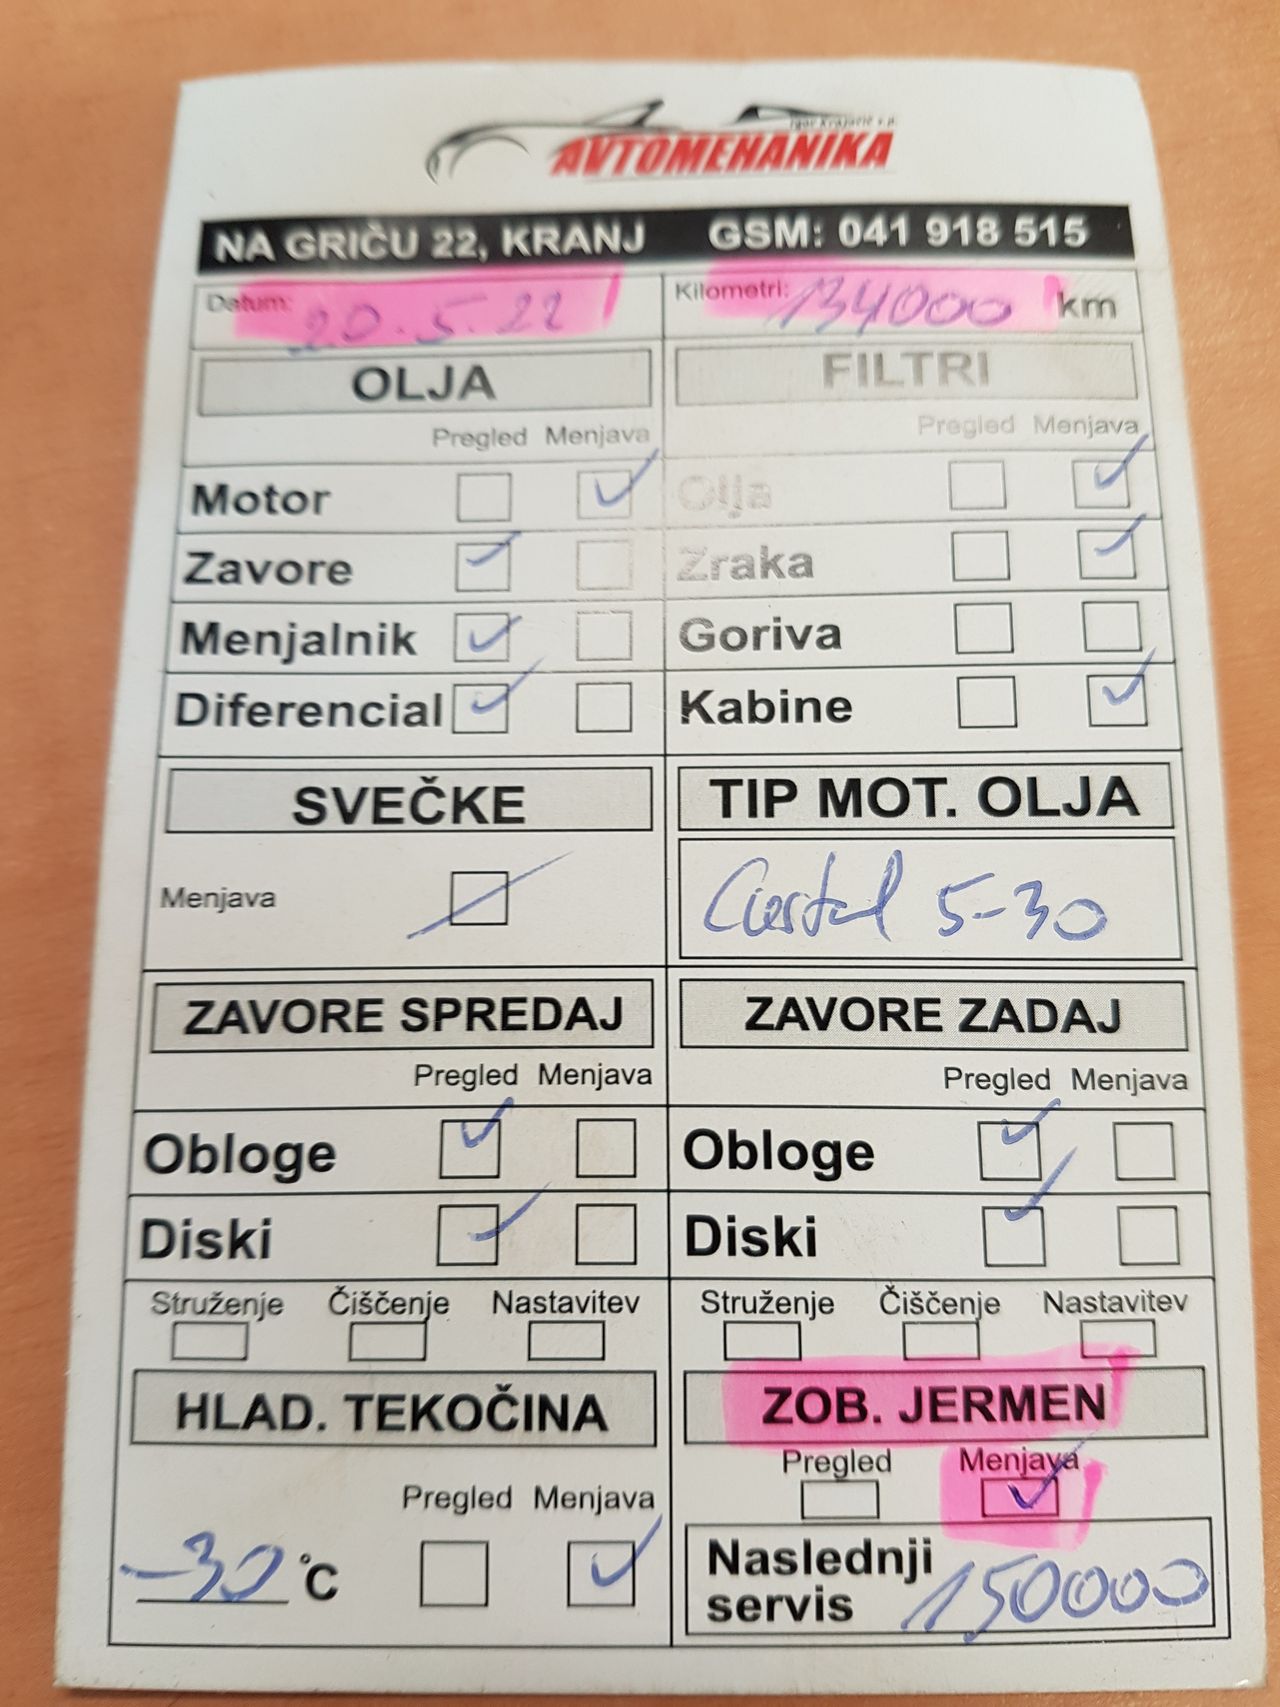 Igor Krajačić s.p.
AVTOMEHANIKA
NA GRIČU 22, KRANJ GSM: 041 918 515
Datum: 20.5.22 Kilometri: 134000 km
OLJA
Pregled Menjava
Motor
Zavore
Menjalnik
Diferencial
FILTRI
Pregled Menjava
Olja
Zraka
Goriva
Kabine
SVEČKE
Menjava
TIP MOT. OLJA
5-30
ZAVORE SPREDAJ
Pregled Menjava
Obloge
Diski
Struženje Čiščenje Nastavitev
ZAVORE ZADAJ
Pregled Menjava
Obloge
Diski
Struženje Čiščenje Nastavitev
HLAD. TEKOČINA
Pregled Menjava
-30 °C
ZOB. JERMEN
Pregled Menjava
Naslednji
servis 150000